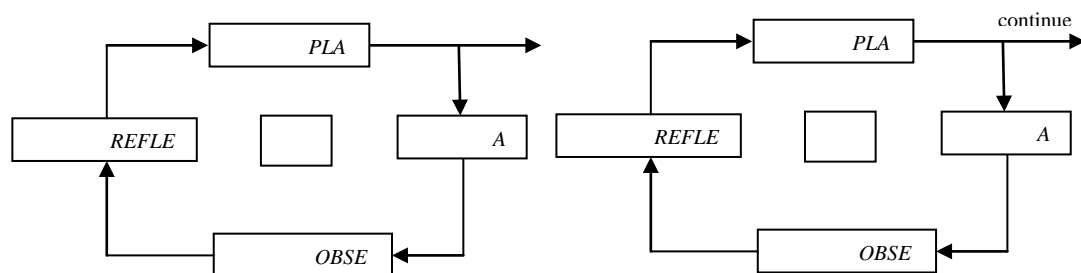 continue
PLA
PLA
REFLE
A
REFLE
A
OBSE
OBSE